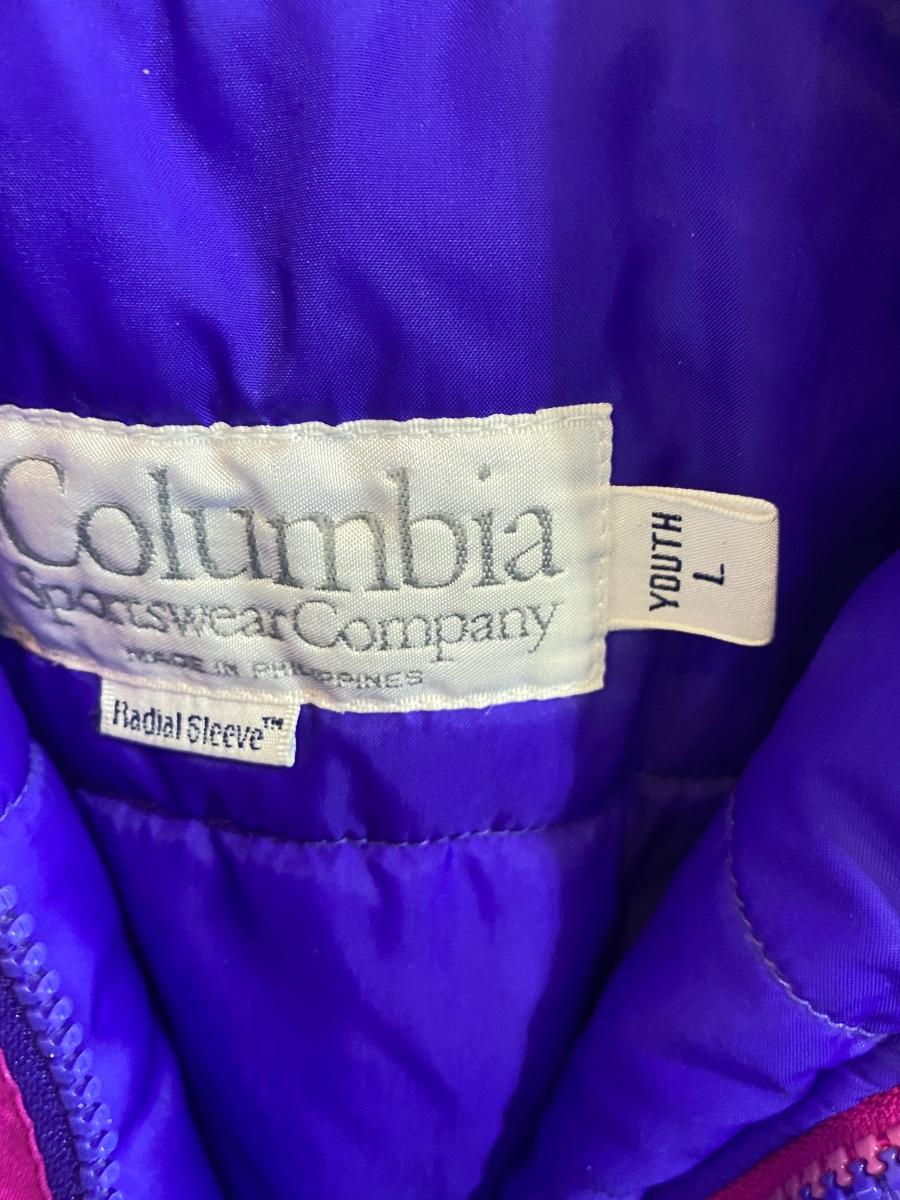 Columbia
Sportswear Company
MADE IN PHILIPPINES
Radial Sleeve™
YOUTH
L